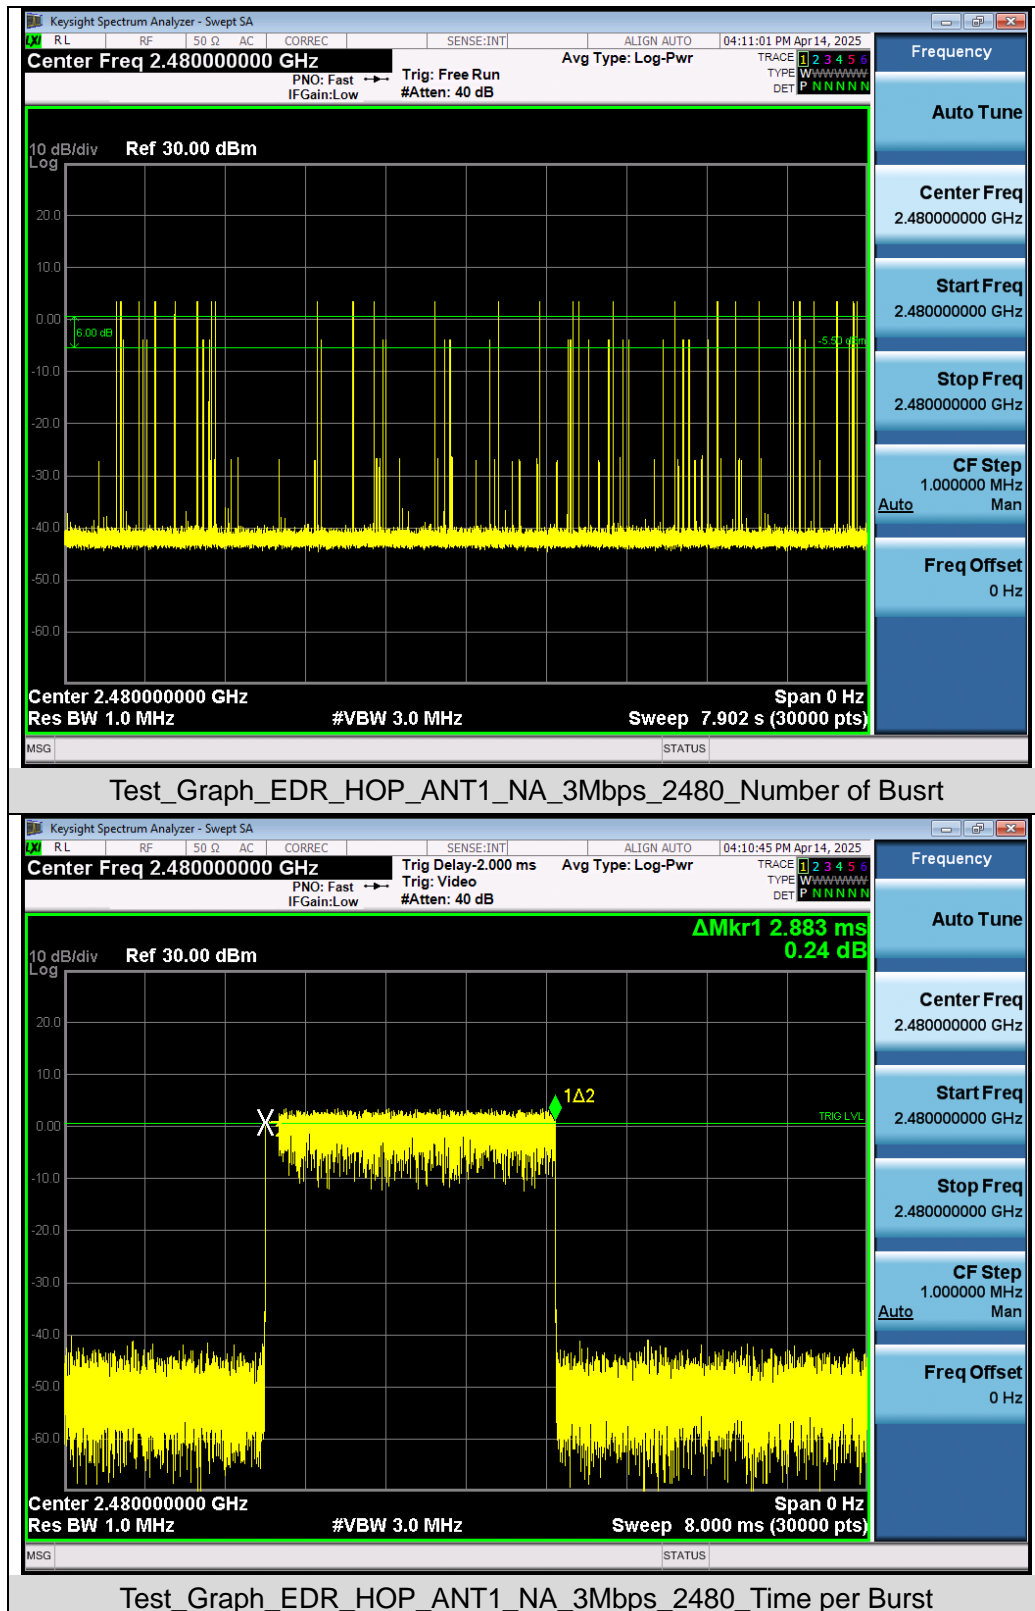 Keysight Spectrum Analyzer - Swept SA
LXI RL RF 50 Ω AC CORREC SENSE:INT ALIGN AUTO 04:11:01 PM Apr 14, 2025
Center Freq 2.480000000 GHz
PNO: Fast
IFGain:Low
Trig: Free Run
#Atten: 40 dB
Avg Type: Log-Pwr
TRACE 1 2 3 4 5 6
TYPE WWWWWW
DET P N N N N N
10 dB/div Ref 30.00 dBm
Log
20.0
10.0
0.00
6.00 dB
-5.50 dBm
-10.0
-20.0
-30.0
-40.0
-50.0
-60.0
Center 2.480000000 GHz Span 0 Hz
Res BW 1.0 MHz #VBW 3.0 MHz Sweep 7.902 s (30000 pts)
MSG STATUS
Frequency
Auto Tune
Center Freq
2.480000000 GHz
Start Freq
2.480000000 GHz
Stop Freq
2.480000000 GHz
CF Step
1.000000 MHz
Auto Man
Freq Offset
0 Hz
Test_Graph_EDR_HOP_ANT1_NA_3Mbps_2480_Number of Busrt
Keysight Spectrum Analyzer - Swept SA
LXI RL RF 50 Ω AC CORREC SENSE:INT ALIGN AUTO 04:10:45 PM Apr 14, 2025
Center Freq 2.480000000 GHz
PNO: Fast
IFGain:Low
Trig Delay-2.000 ms
Trig: Video
#Atten: 40 dB
Avg Type: Log-Pwr
TRACE 1 2 3 4 5 6
TYPE WWWWWW
DET P N N N N N
ΔMkr1 2.883 ms
0.24 dB
10 dB/div Ref 30.00 dBm
Log
20.0
10.0
1Δ2
TRIG LVL
0.00
-10.0
-20.0
-30.0
-40.0
-50.0
-60.0
Center 2.480000000 GHz Span 0 Hz
Res BW 1.0 MHz #VBW 3.0 MHz Sweep 8.000 ms (30000 pts)
MSG STATUS
Frequency
Auto Tune
Center Freq
2.480000000 GHz
Start Freq
2.480000000 GHz
Stop Freq
2.480000000 GHz
CF Step
1.000000 MHz
Auto Man
Freq Offset
0 Hz
Test_Graph_EDR_HOP_ANT1_NA_3Mbps_2480_Time per Burst